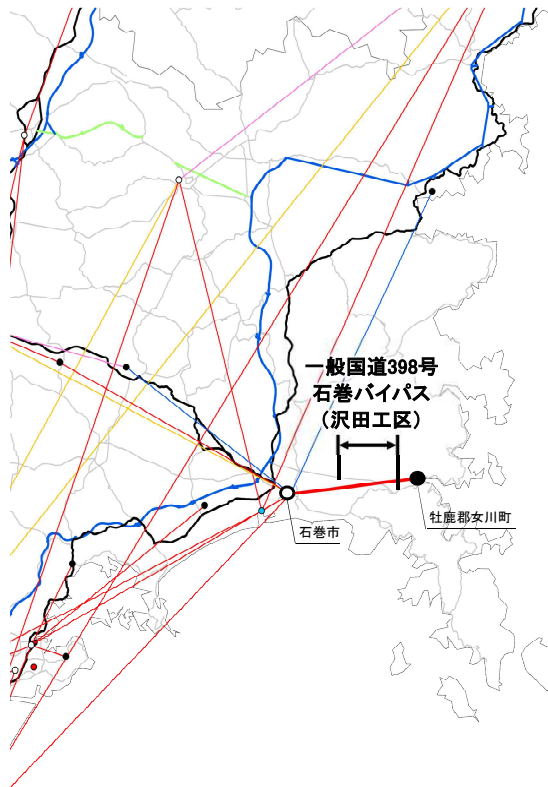 一般国道398号
石巻バイパス
（沢田工区）
石巻市
牡鹿郡女川町